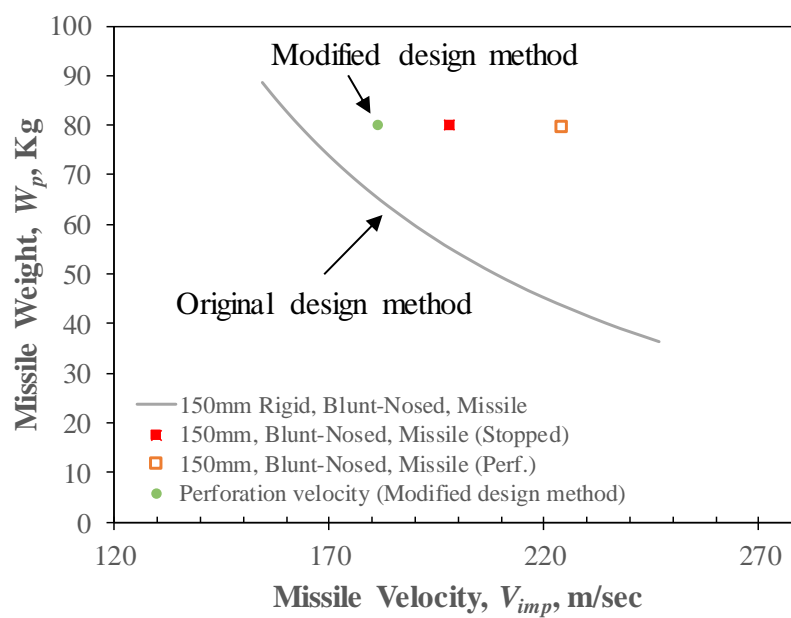 100
90
80
70
60
50
40
30
20
10
0
Missile Weight, Wp, Kg
Modified design method
Original design method
150mm Rigid, Blunt-Nosed, Missile
150mm, Blunt-Nosed, Missile (Stopped)
150mm, Blunt-Nosed, Missile (Perf.)
Perforation velocity (Modified design method)
120 170 220 270
Missile Velocity, Vimp, m/sec